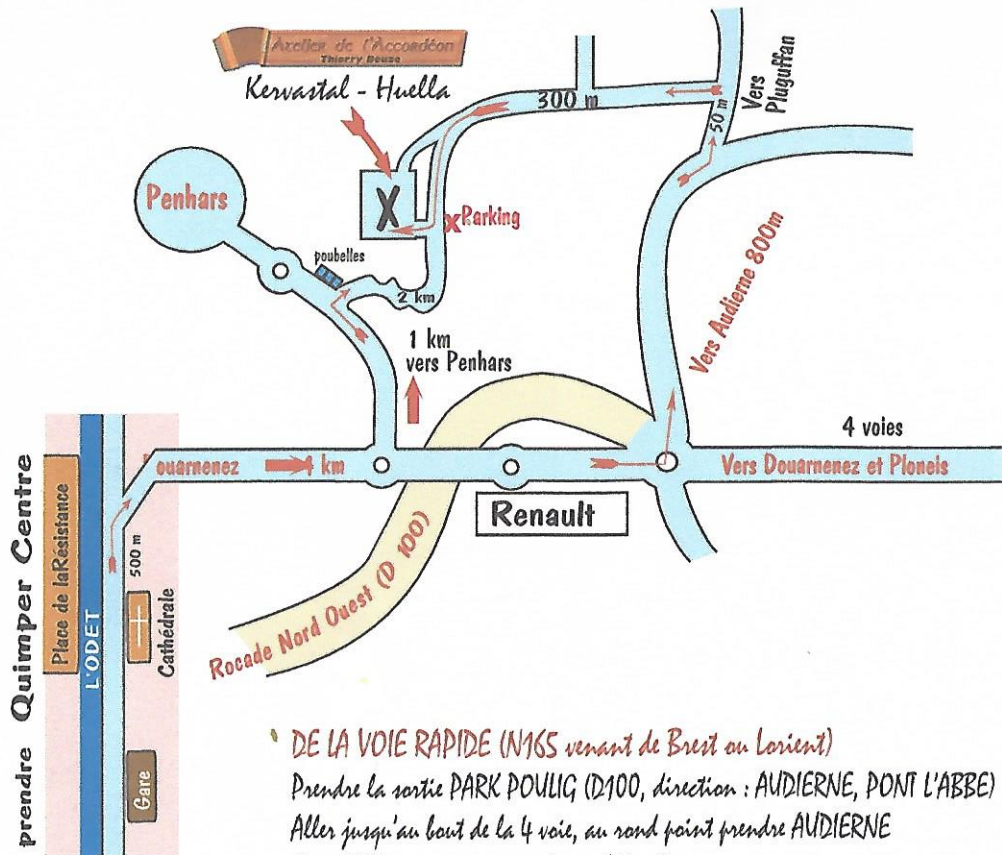 Atelier de l'Accordéon
Thierry Bouzo
Kervastal - Huella
300 m
50 m
Vers
Pluguffan
Penhars
X
x Parking
poubelles
2 km
Vers Audierne 800m
1 km
vers Penhars
4 voies
Douarnenez
4 km
Vers Douarnenez et Ploneis
Renault
Rocade Nord Ouest (D 100)
prendre Quimper Centre
Place de la Résistance
L'ODET
500 m
Cathédrale
Gare
DE LA VOIE RAPIDE (N165 venant de Brest ou Lorient)
Prendre la sortie PARK POULIG (D100, direction : AUDIERNE, PONT L'ABBE)
Aller jusqu'au bout de la 4 voie, au rond point prendre AUDIERNE